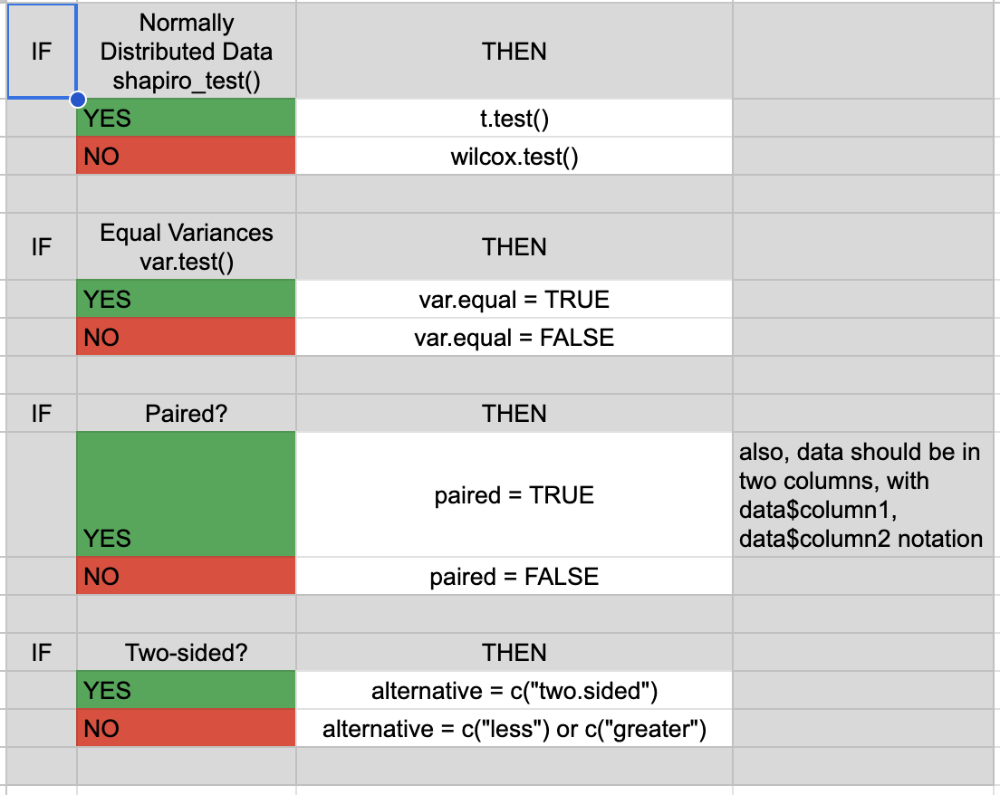 IF
Normally
Distributed Data
shapiro_test()
THEN
YES
t.test()
NO
wilcox.test()
IF
Equal Variances
var.test()
THEN
YES
var.equal = TRUE
NO
var.equal = FALSE
IF
Paired?
THEN
YES
paired = TRUE
also, data should be in
two columns, with
data$column1,
data$column2 notation
NO
paired = FALSE
IF
Two-sided?
THEN
YES
alternative = c("two.sided")
NO
alternative = c("less") or c("greater")